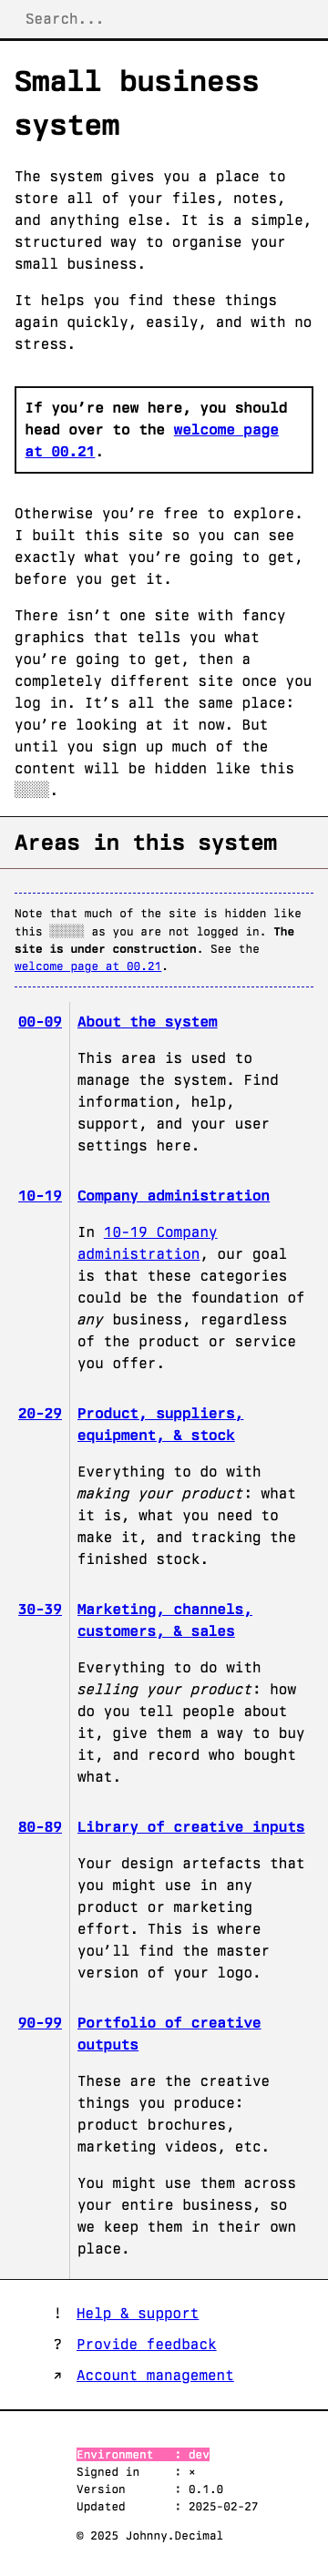 Search...
Small business
system
The system gives you a place to
store all of your files, notes,
and anything else. It is a simple,
structured way to organise your
small business.
It helps you find these things
again quickly, easily, and with no
stress.
If you’re new here, you should
head over to the welcome page
at 00.21.
Otherwise you’re free to explore.
I built this site so you can see
exactly what you’re going to get,
before you get it.
There isn’t one site with fancy
graphics that tells you what
you’re going to get, then a
completely different site once you
log in. It’s all the same place:
you’re looking at it now. But
until you sign up much of the
content will be hidden like this
░░░░.
Areas in this system
Note that much of the site is hidden like
this ░░░░░ as you are not logged in. The
site is under construction. See the
welcome page at 00.21.
00-09 About the system
This area is used to
manage the system. Find
information, help,
support, and your user
settings here.
10-19 Company administration
In 10-19 Company
administration, our goal
is that these categories
could be the foundation of
any business, regardless
of the product or service
you offer.
20-29 Product, suppliers,
equipment, & stock
Everything to do with
making your product: what
it is, what you need to
make it, and tracking the
finished stock.
30-39 Marketing, channels,
customers, & sales
Everything to do with
selling your product: how
do you tell people about
it, give them a way to buy
it, and record who bought
what.
80-89 Library of creative inputs
Your design artefacts that
you might use in any
product or marketing
effort. This is where
you’ll find the master
version of your logo.
90-99 Portfolio of creative
outputs
These are the creative
things you produce:
product brochures,
marketing videos, etc.
You might use them across
your entire business, so
we keep them in their own
place.
! Help & support
? Provide feedback
↗ Account management
Environment : dev
Signed in : ×
Version : 0.1.0
Updated : 2025-02-27
© 2025 Johnny.Decimal